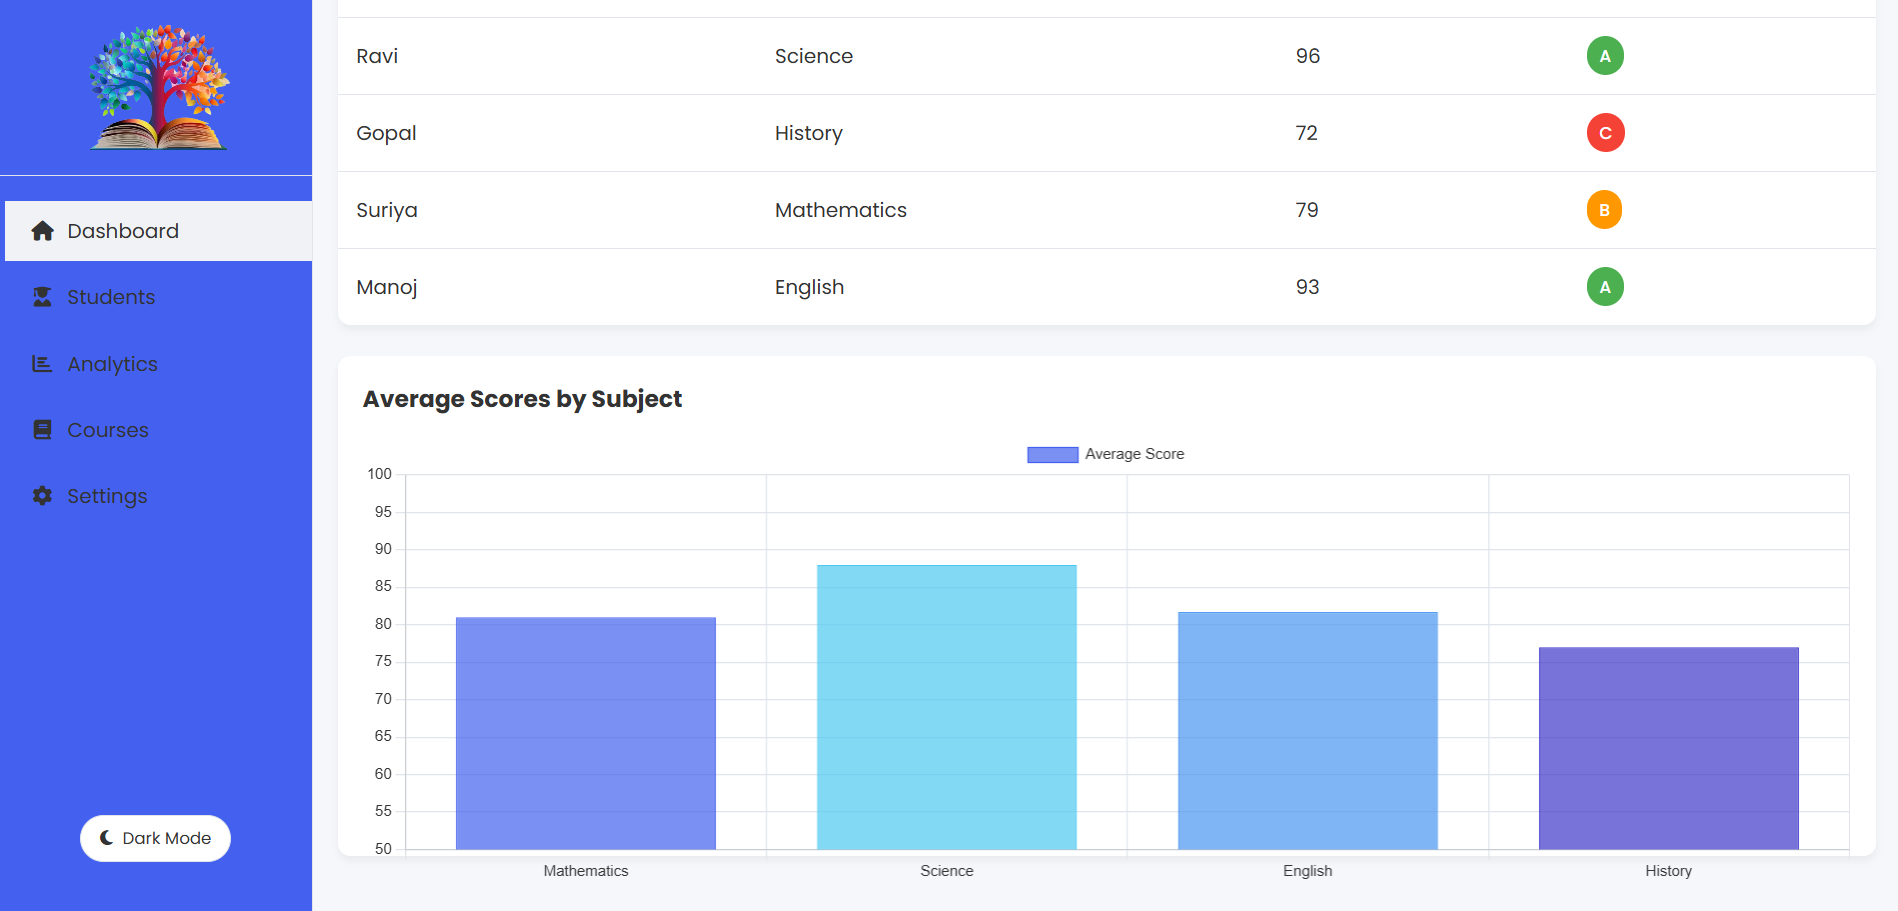 Dashboard
Students
Analytics
Courses
Settings
Dark Mode
Ravi Science 96 A
Gopal History 72 C
Suriya Mathematics 79 B
Manoj English 93 A
Average Scores by Subject
Average Score
100
95
90
85
80
75
70
65
60
55
50
Mathematics Science English History